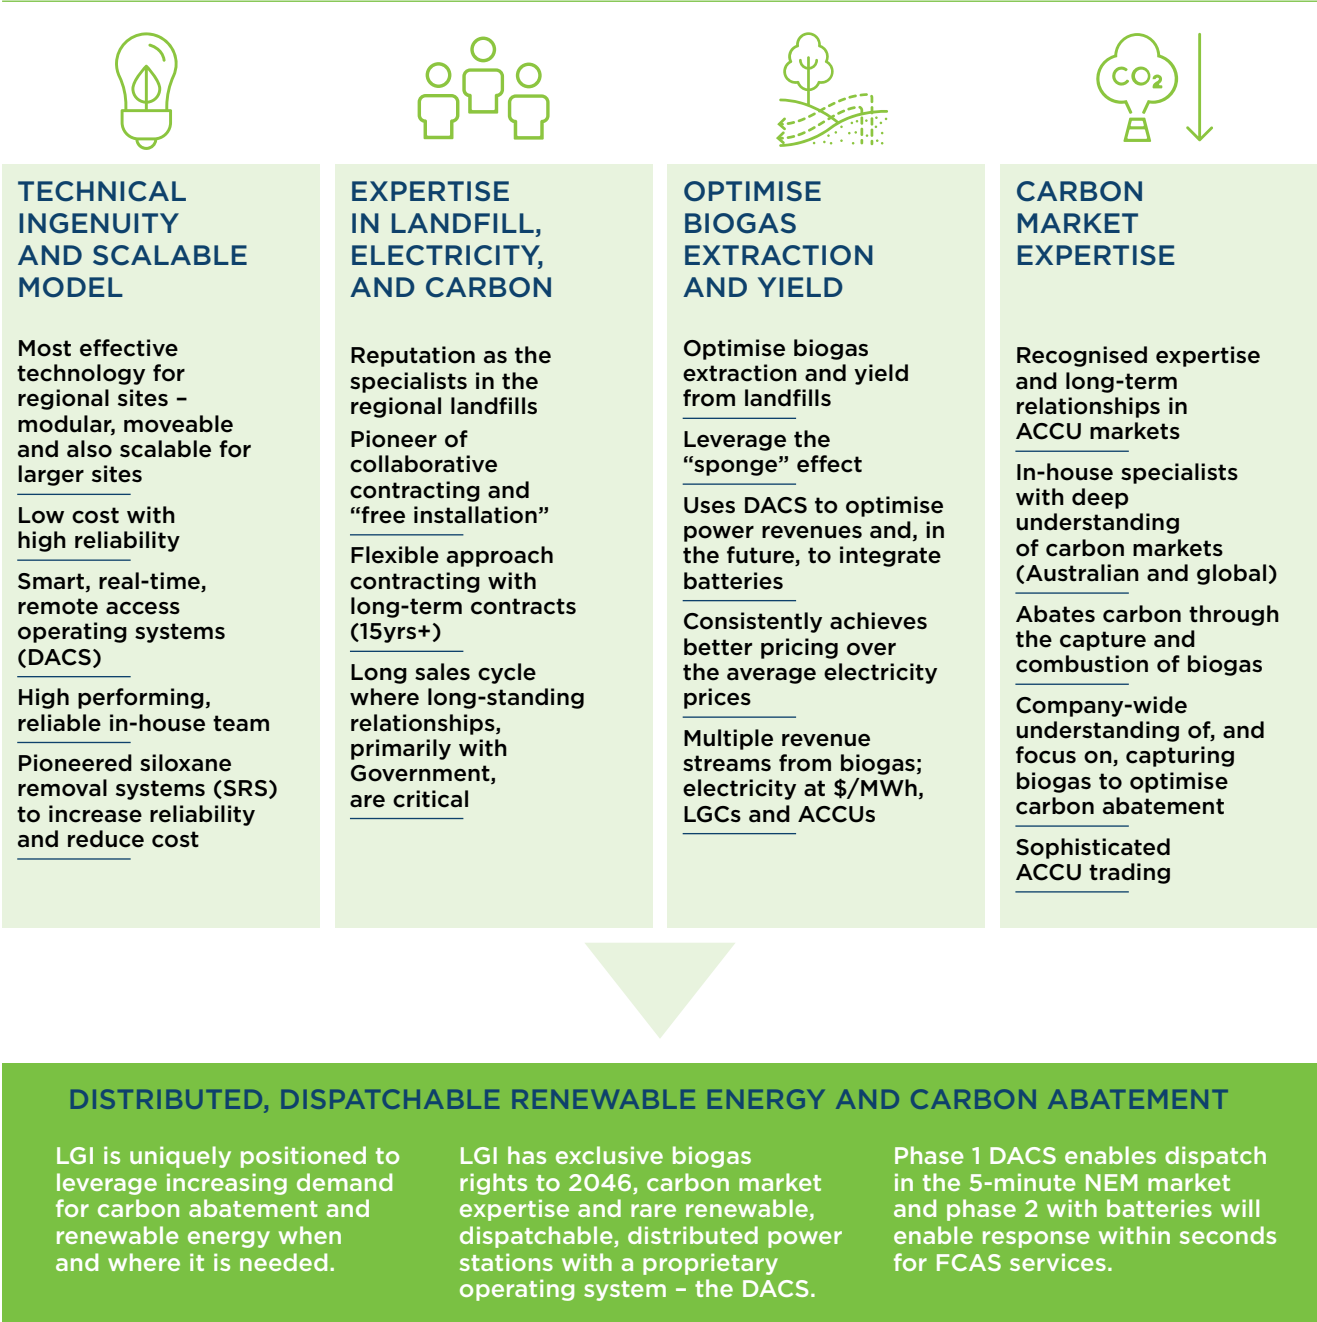 CO2
TECHNICAL
INGENUITY
AND SCALABLE
MODEL
Most effective
technology for
regional sites –
modular, moveable
and also scalable for
larger sites
Low cost with
high reliability
Smart, real-time,
remote access
operating systems
(DACS)
High performing,
reliable in-house team
Pioneered siloxane
removal systems (SRS)
to increase reliability
and reduce cost
EXPERTISE
IN LANDFILL,
ELECTRICITY,
AND CARBON
Reputation as the
specialists in the
regional landfills
Pioneer of
collaborative
contracting and
“free installation”
Flexible approach
contracting with
long-term contracts
(15yrs+)
Long sales cycle
where long-standing
relationships,
primarily with
Government,
are critical
OPTIMISE
BIOGAS
EXTRACTION
AND YIELD
Optimise biogas
extraction and yield
from landfills
Leverage the
“sponge” effect
Uses DACS to optimise
power revenues and, in
the future, to integrate
batteries
Consistently achieves
better pricing over
the average electricity
prices
Multiple revenue
streams from biogas;
electricity at $/MWh,
LGCs and ACCUs
CARBON
MARKET
EXPERTISE
Recognised expertise
and long-term
relationships in
ACCU markets
In-house specialists
with deep
understanding
of carbon markets
(Australian and global)
Abates carbon through
the capture and
combustion of biogas
Company-wide
understanding of, and
focus on, capturing
biogas to optimise
carbon abatement
Sophisticated
ACCU trading
DISTRIBUTED, DISPATCHABLE RENEWABLE ENERGY AND CARBON ABATEMENT
LGI is uniquely positioned to
leverage increasing demand
for carbon abatement and
renewable energy when
and where it is needed.
LGI has exclusive biogas
rights to 2046, carbon market
expertise and rare renewable,
dispatchable, distributed power
stations with a proprietary
operating system – the DACS.
Phase 1 DACS enables dispatch
in the 5-minute NEM market
and phase 2 with batteries will
enable response within seconds
for FCAS services.